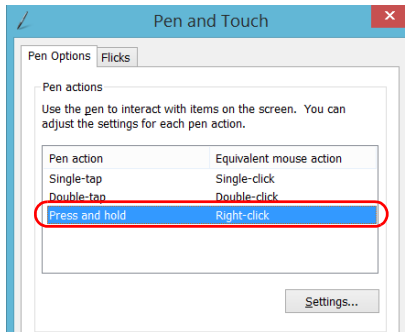 Pen and Touch
Pen Options Flicks
Pen actions
Use the pen to interact with items on the screen. You can
adjust the settings for each pen action.
Pen action Equivalent mouse action
Single-tap Single-click
Double-tap Double-click
Press and hold Right-click
Settings...